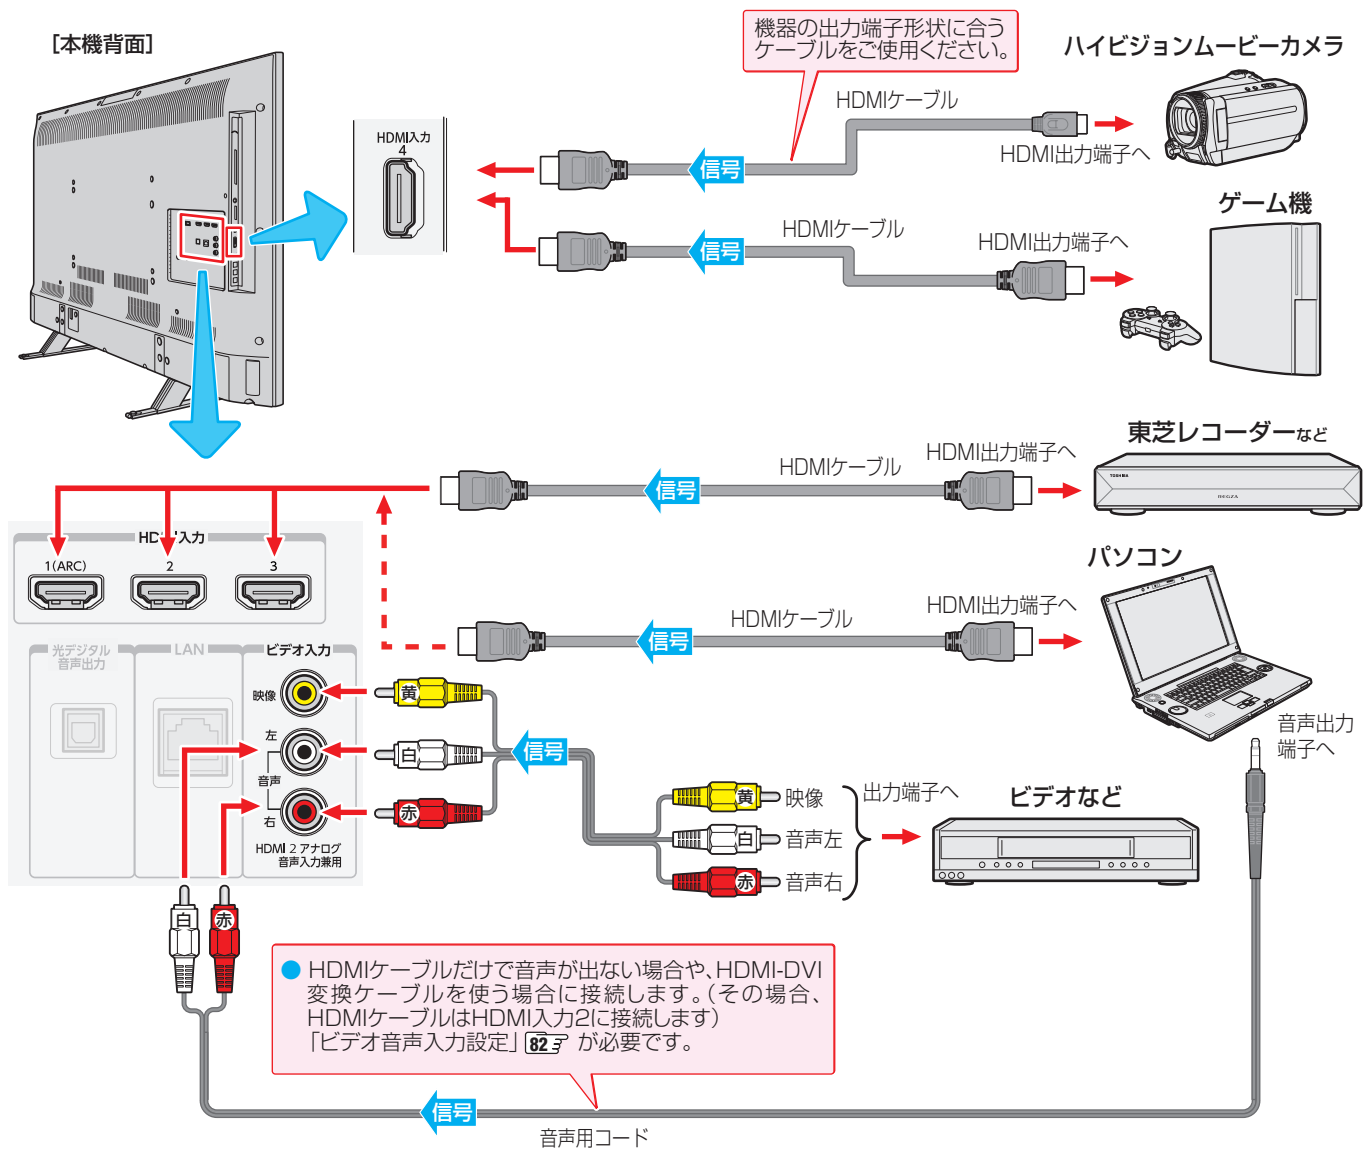 [本機背面]
機器の出力端子形状に合う
ケーブルをご使用ください。
ハイビジョンムービーカメラ
HDMIケーブル
HDMI入力
4
信号
HDMI出力端子へ
ゲーム機
HDMIケーブル
HDMI出力端子へ
信号
東芝レコーダーなど
HDMI出力端子へ
HDMIケーブル
信号
TOSHIBA
REGZA
HDMI入力
1(ARC)
2
3
パソコン
HDMI出力端子へ
HDMIケーブル
信号
光デジタル
音声出力
LAN
ビデオ入力
映像
黄
左
白
信号
音声
右
赤
HDMI 2 アナログ
音声入力兼用
音声出力
端子へ
黄
映像
出力端子へ
ビデオなど
白
音声左
赤
音声右
白
赤
● HDMIケーブルだけで音声が出ない場合や、HDMI-DVI
変換ケーブルを使う場合に接続します。(その場合、
HDMIケーブルはHDMI入力2に接続します)
「ビデオ音声入力設定」82 が必要です。
信号
音声用コード